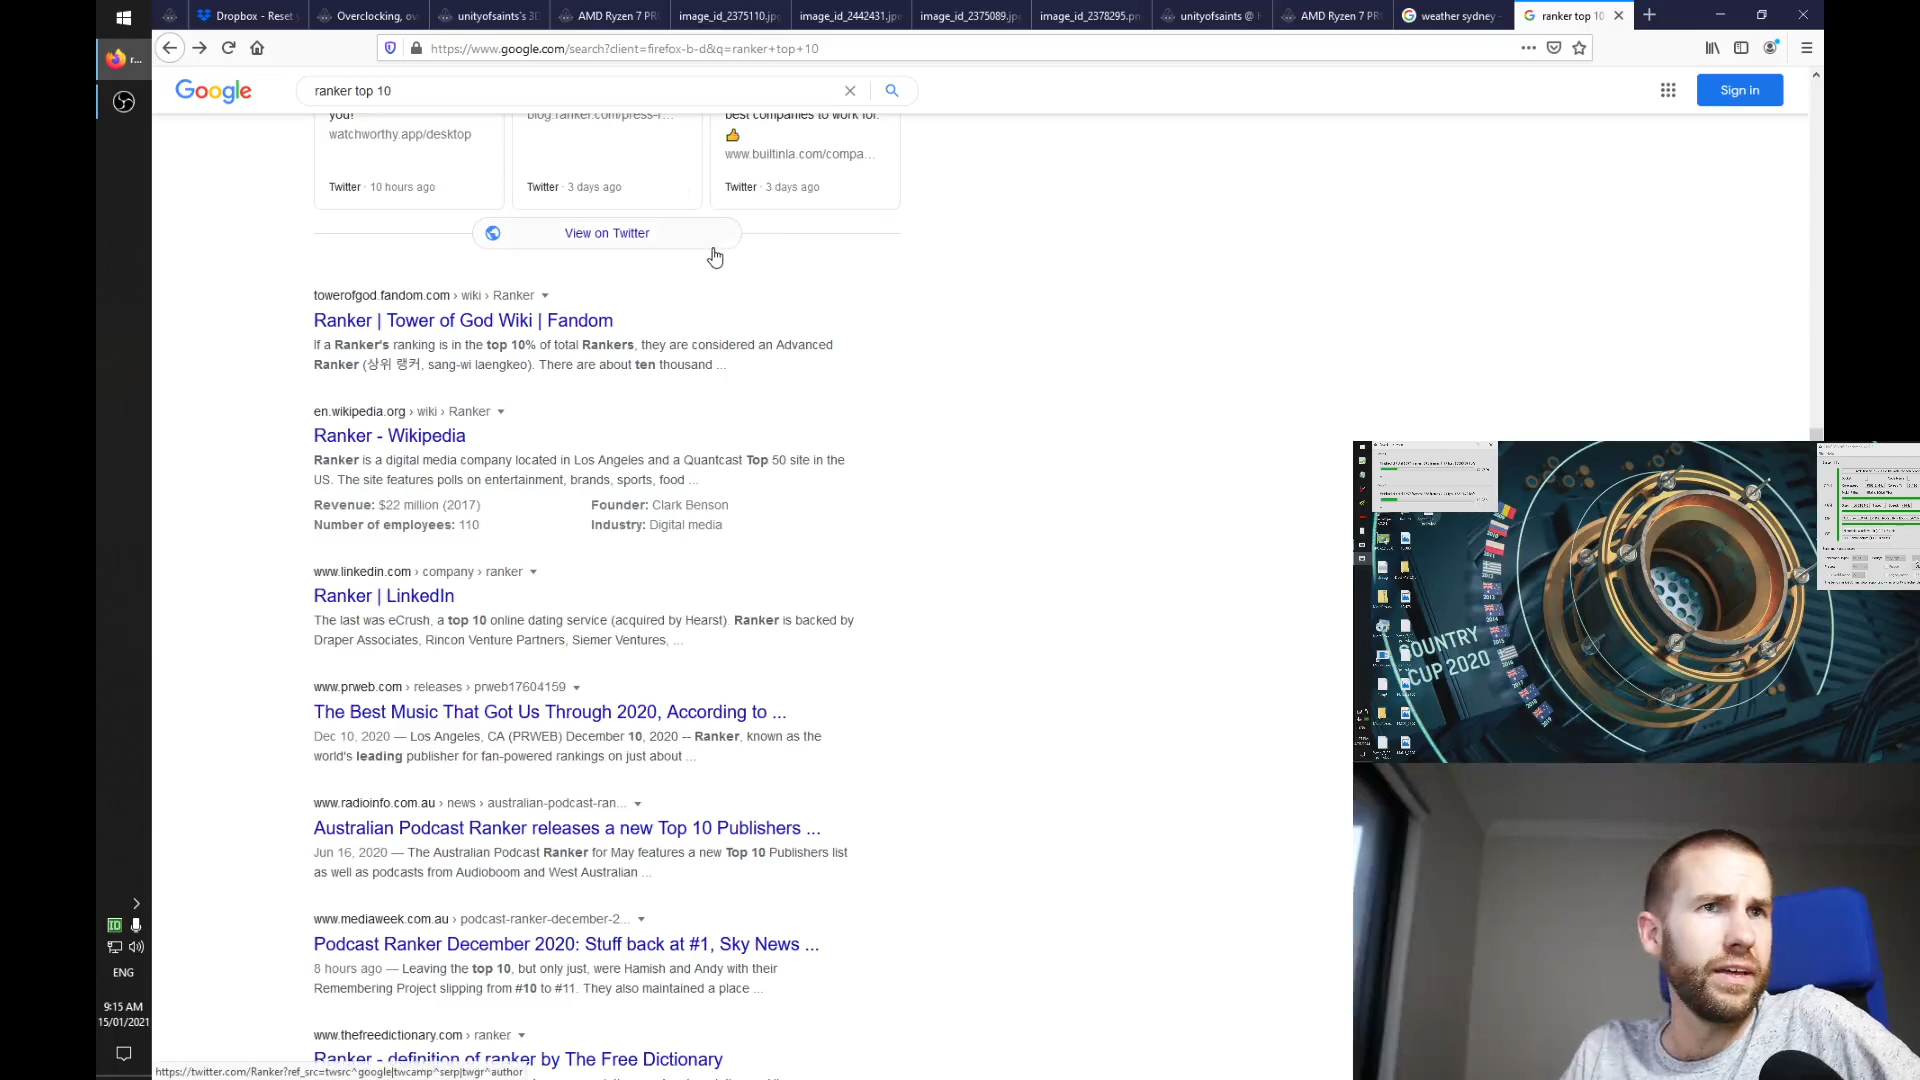 Dropbox - Reset
Overclocking, ov
unityofsaints's 3D
AMD Ryzen 7 PR
image_id_2375110.jp
image_id_2442431.jp
image_id_2375089.jp
image_id_2378295.pn
unityofsaints @ H
AMD Ryzen 7 PR
weather sydney -
ranker top 10
r...
https://www.google.com/search?client=firefox-b-d&q=ranker+top+10
Google
ranker top 10
Sign in
you!
watchworthy.app/desktop
Twitter · 10 hours ago
blog.ranker.com/press-r...
Twitter · 3 days ago
best companies to work for.
👍
www.builtinla.com/compa...
Twitter · 3 days ago
View on Twitter
towerofgod.fandom.com › wiki › Ranker
Ranker | Tower of God Wiki | Fandom
If a Ranker's ranking is in the top 10% of total Rankers, they are considered an Advanced
Ranker (상위 랭커, sang-wi laengkeo). There are about ten thousand ...
en.wikipedia.org › wiki › Ranker
Ranker - Wikipedia
Ranker is a digital media company located in Los Angeles and a Quantcast Top 50 site in the
US. The site features polls on entertainment, brands, sports, food ...
Revenue: $22 million (2017)
Founder: Clark Benson
Number of employees: 110
Industry: Digital media
www.linkedin.com › company › ranker
Ranker | LinkedIn
The last was eCrush, a top 10 online dating service (acquired by Hearst). Ranker is backed by
Draper Associates, Rincon Venture Partners, Siemer Ventures, ...
www.prweb.com › releases › prweb17604159
The Best Music That Got Us Through 2020, According to ...
Dec 10, 2020 — Los Angeles, CA (PRWEB) December 10, 2020 -- Ranker, known as the
world's leading publisher for fan-powered rankings on just about ...
www.radioinfo.com.au › news › australian-podcast-ran...
Australian Podcast Ranker releases a new Top 10 Publishers ...
Jun 16, 2020 — The Australian Podcast Ranker for May features a new Top 10 Publishers list
as well as podcasts from Audioboom and West Australian ...
www.mediaweek.com.au › podcast-ranker-december-2...
Podcast Ranker December 2020: Stuff back at #1, Sky News ...
8 hours ago — Leaving the top 10, but only just, were Hamish and Andy with their
Remembering Project slipping from #10 to #11. They also maintained a place ...
www.thefreedictionary.com › ranker
Ranker - definition of ranker by The Free Dictionary
https://twitter.com/Ranker?ref_src=twsrc^google|twcamp^serp|twgr^author
ENG
9:15 AM
15/01/2021
COUNTRY
CUP 2020